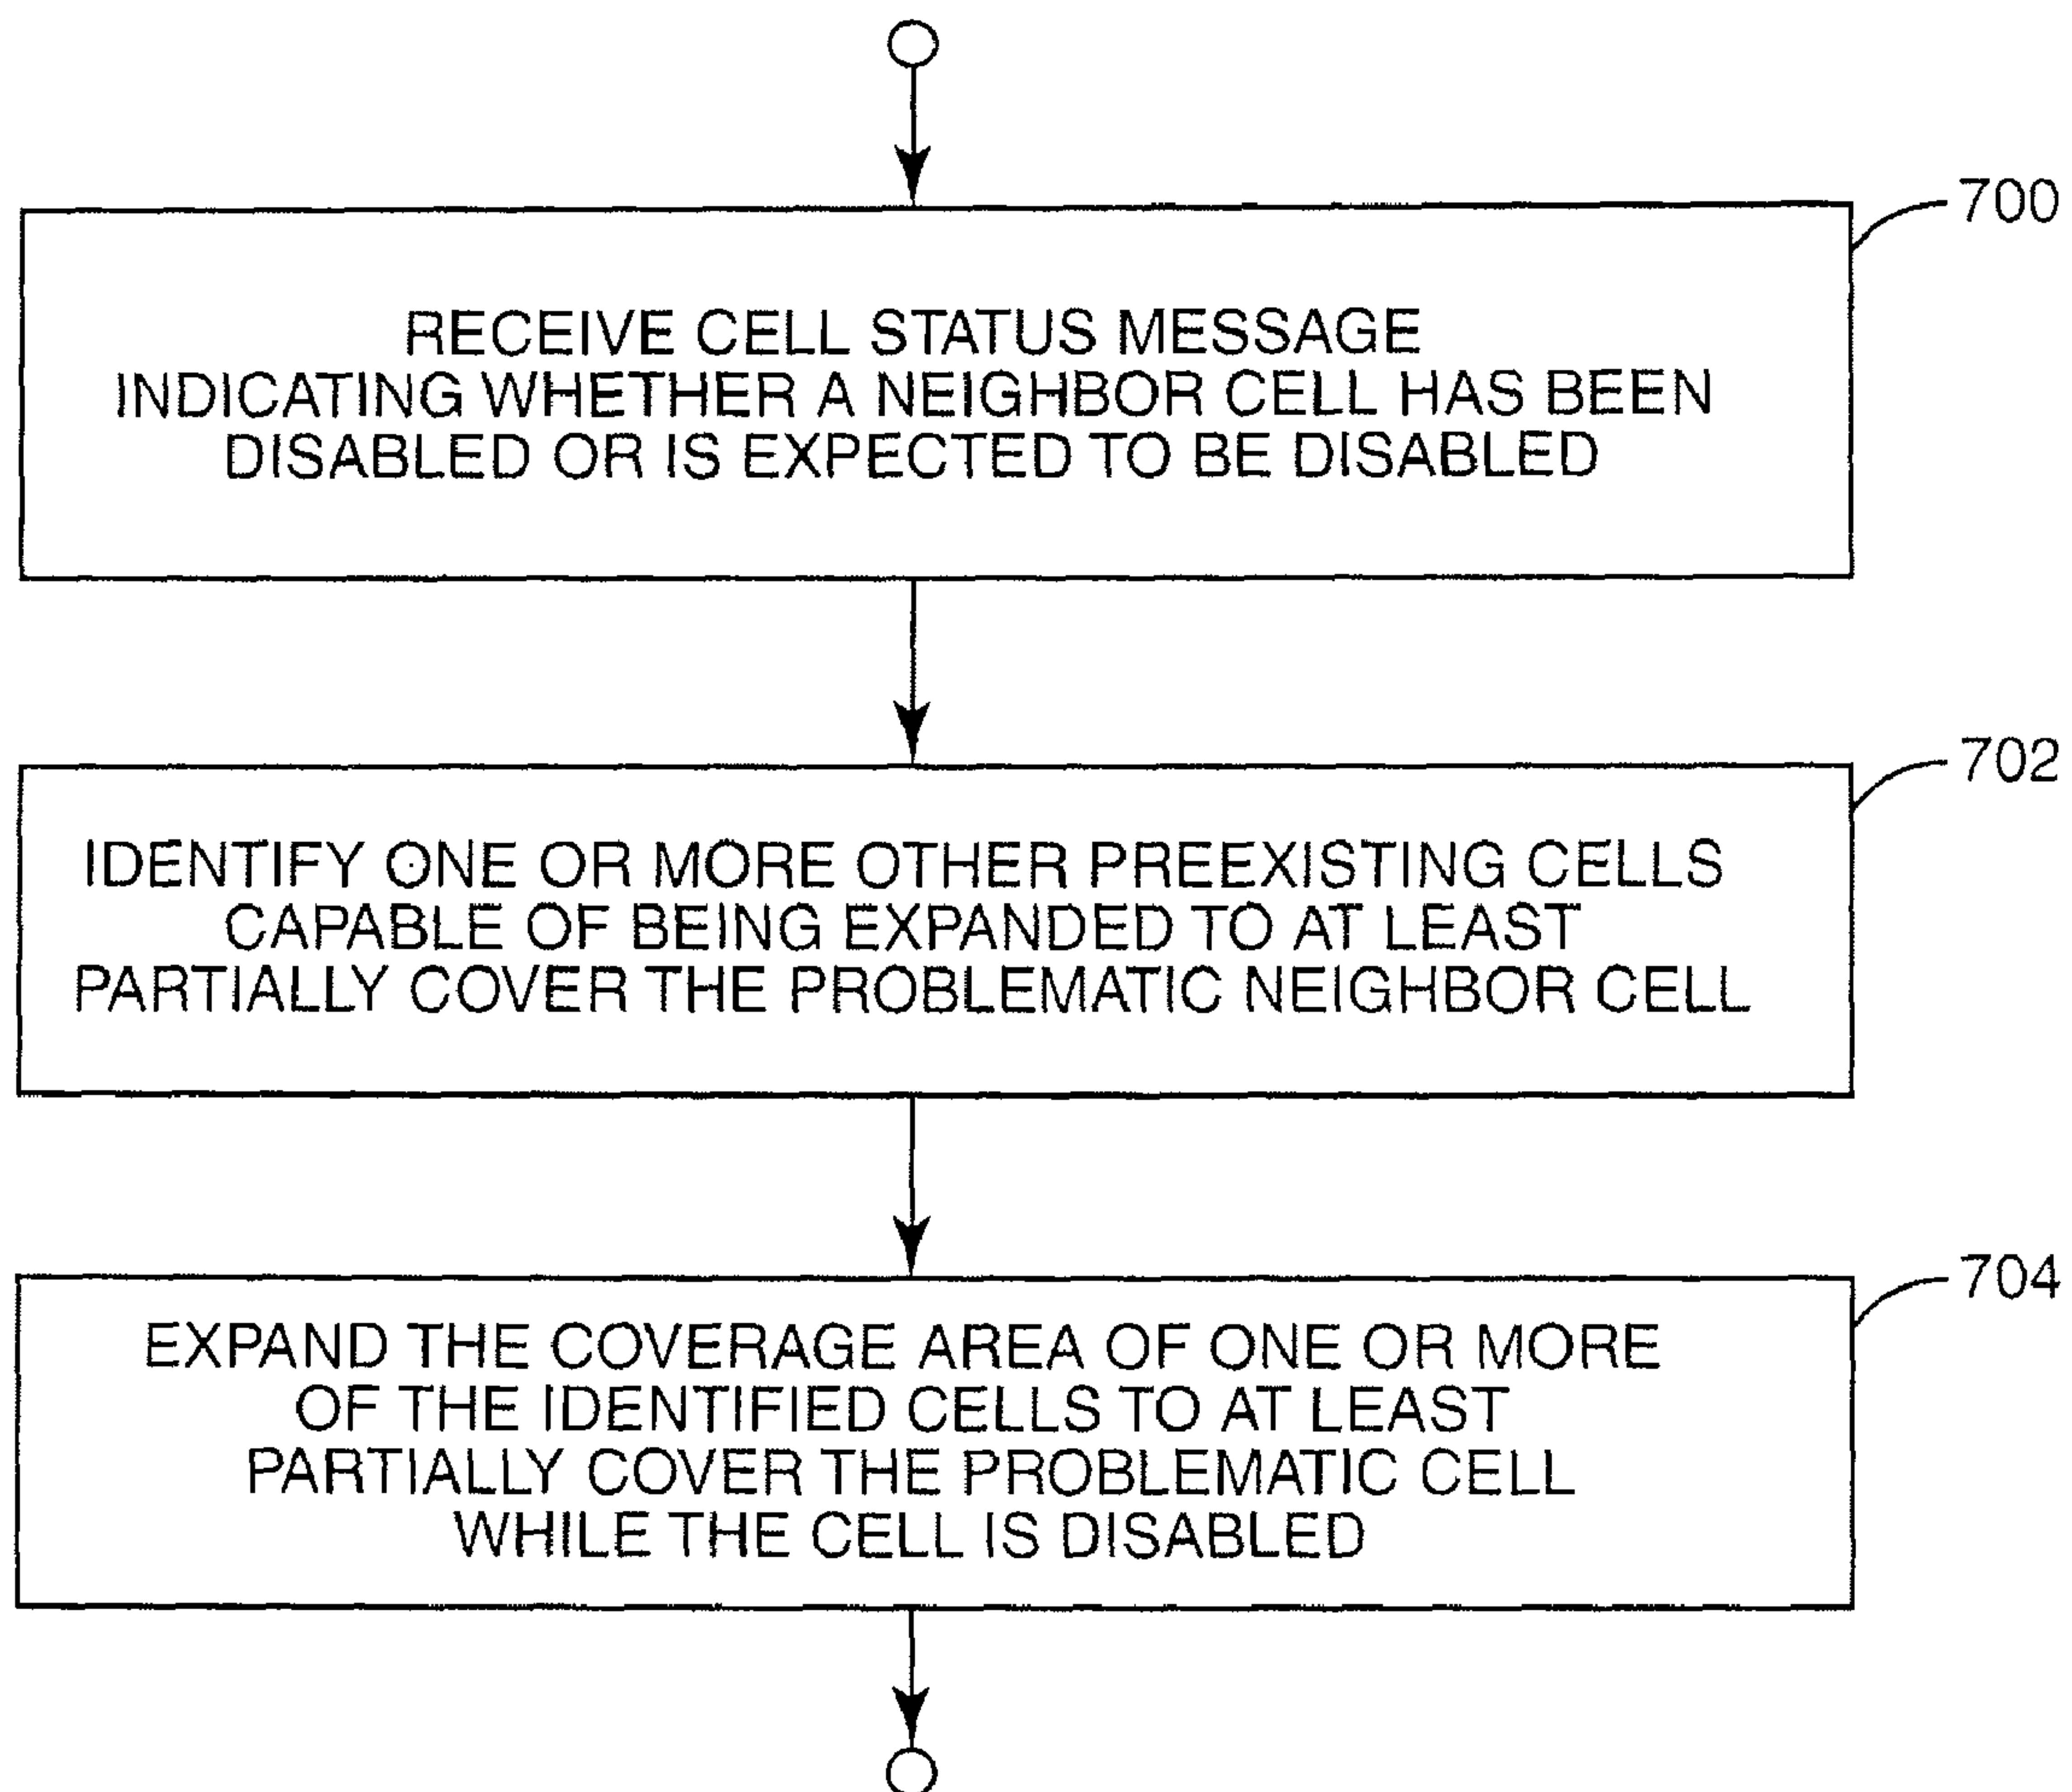 700
RECEIVE CELL STATUS MESSAGE
INDICATING WHETHER A NEIGHBOR CELL HAS BEEN
DISABLED OR IS EXPECTED TO BE DISABLED
702
IDENTIFY ONE OR MORE OTHER PREEXISTING CELLS
CAPABLE OF BEING EXPANDED TO AT LEAST
PARTIALLY COVER THE PROBLEMATIC NEIGHBOR CELL
704
EXPAND THE COVERAGE AREA OF ONE OR MORE
OF THE IDENTIFIED CELLS TO AT LEAST
PARTIALLY COVER THE PROBLEMATIC CELL
WHILE THE CELL IS DISABLED